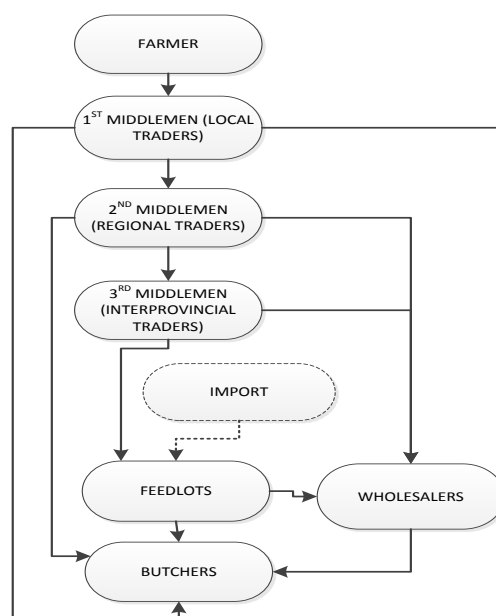 FARMER
1ST MIDDLEMEN (LOCAL
TRADERS)
2ND MIDDLEMEN
(REGIONAL TRADERS)
3RD MIDDLEMEN
(INTERPROVINCIAL
TRADERS)
IMPORT
FEEDLOTS
WHOLESALERS
BUTCHERS